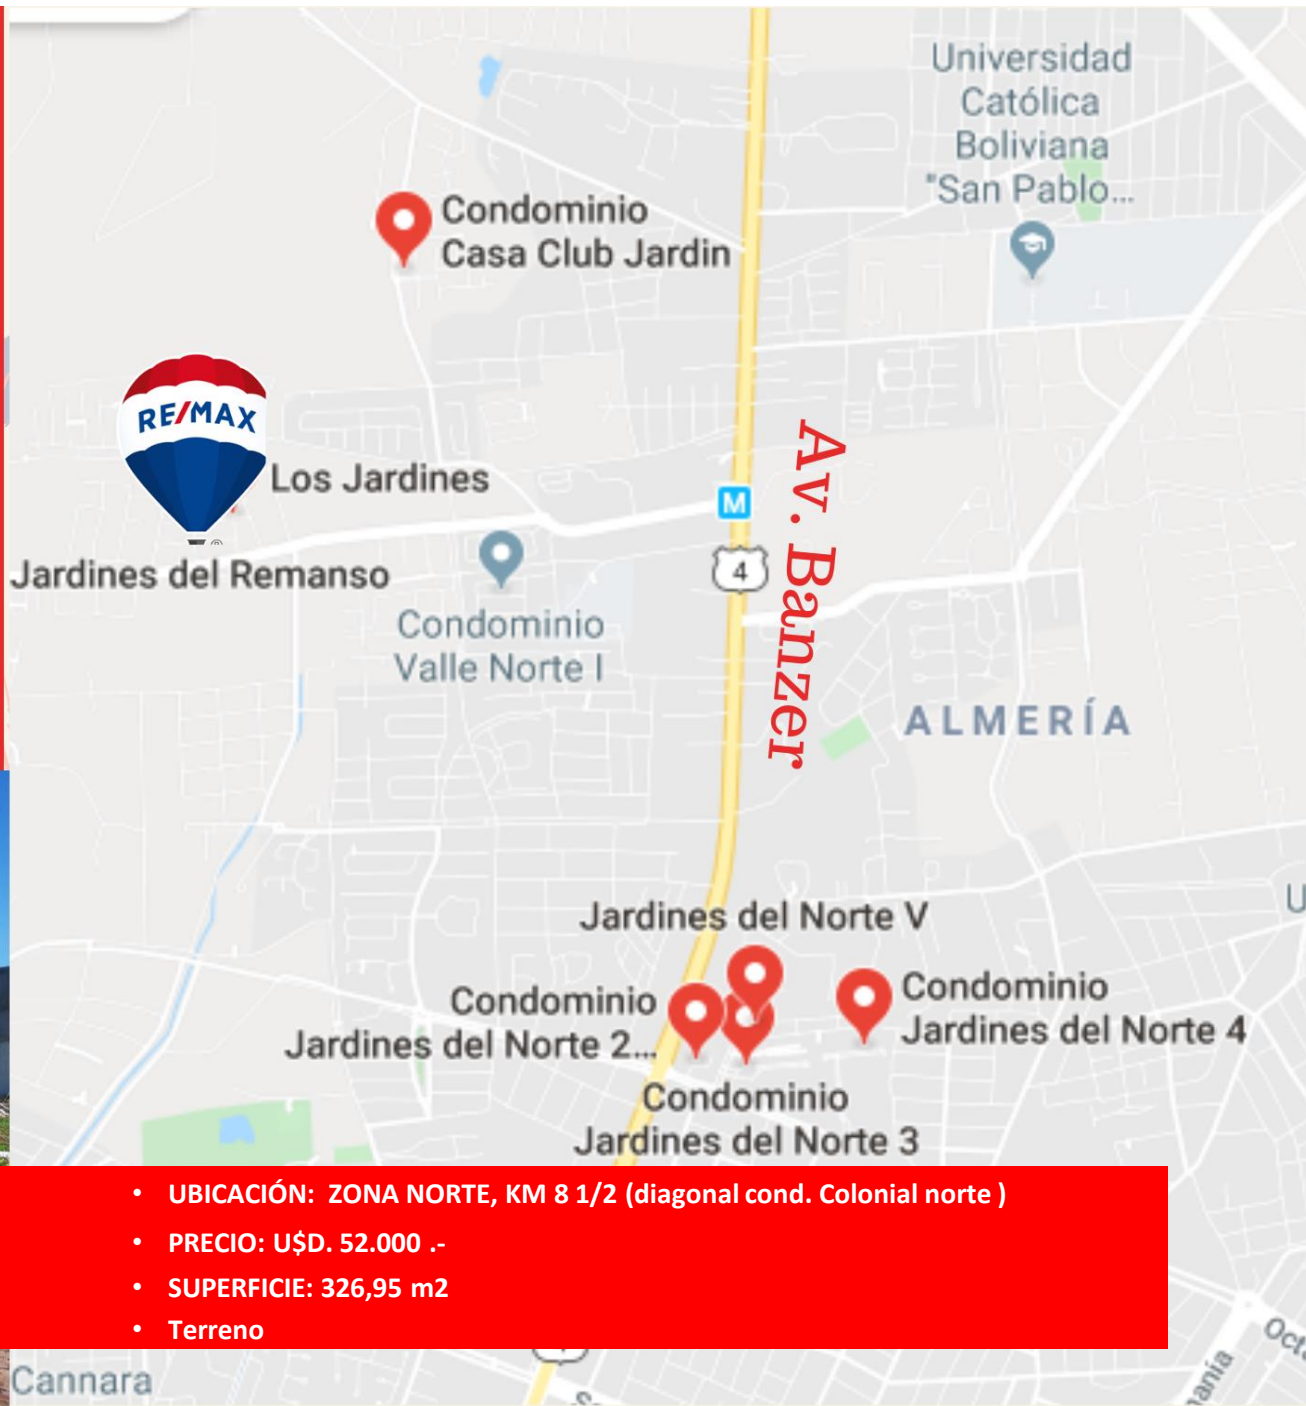 Universidad
Católica
Boliviana
"San Pablo...
Condominio
Casa Club Jardin
RE/MAX
Los Jardines
®
Jardines del Remanso
M
4
Av. Banzer
Condominio
Valle Norte I
ALMERÍA
U
Jardines del Norte V
Condominio
Jardines del Norte 2...
Condominio
Jardines del Norte 4
Condominio
Jardines del Norte 3
• UBICACIÓN: ZONA NORTE, KM 8 1/2 (diagonal cond. Colonial norte )
• PRECIO: U$D. 52.000 .-
• SUPERFICIE: 326,95 m2
• Terreno
Cannara